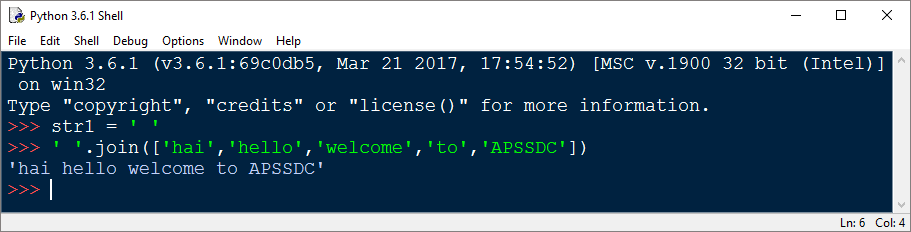 Python 3.6.1 Shell
File Edit Shell Debug Options Window Help
Python 3.6.1 (v3.6.1:69c0db5, Mar 21 2017, 17:54:52) [MSC v.1900 32 bit (Intel)]
 on win32
Type "copyright", "credits" or "license()" for more information.
>>> str1 = ' '
>>> ' '.join(['hai','hello','welcome','to','APSSDC'])
'hai hello welcome to APSSDC'
>>>
Ln: 6 Col: 4